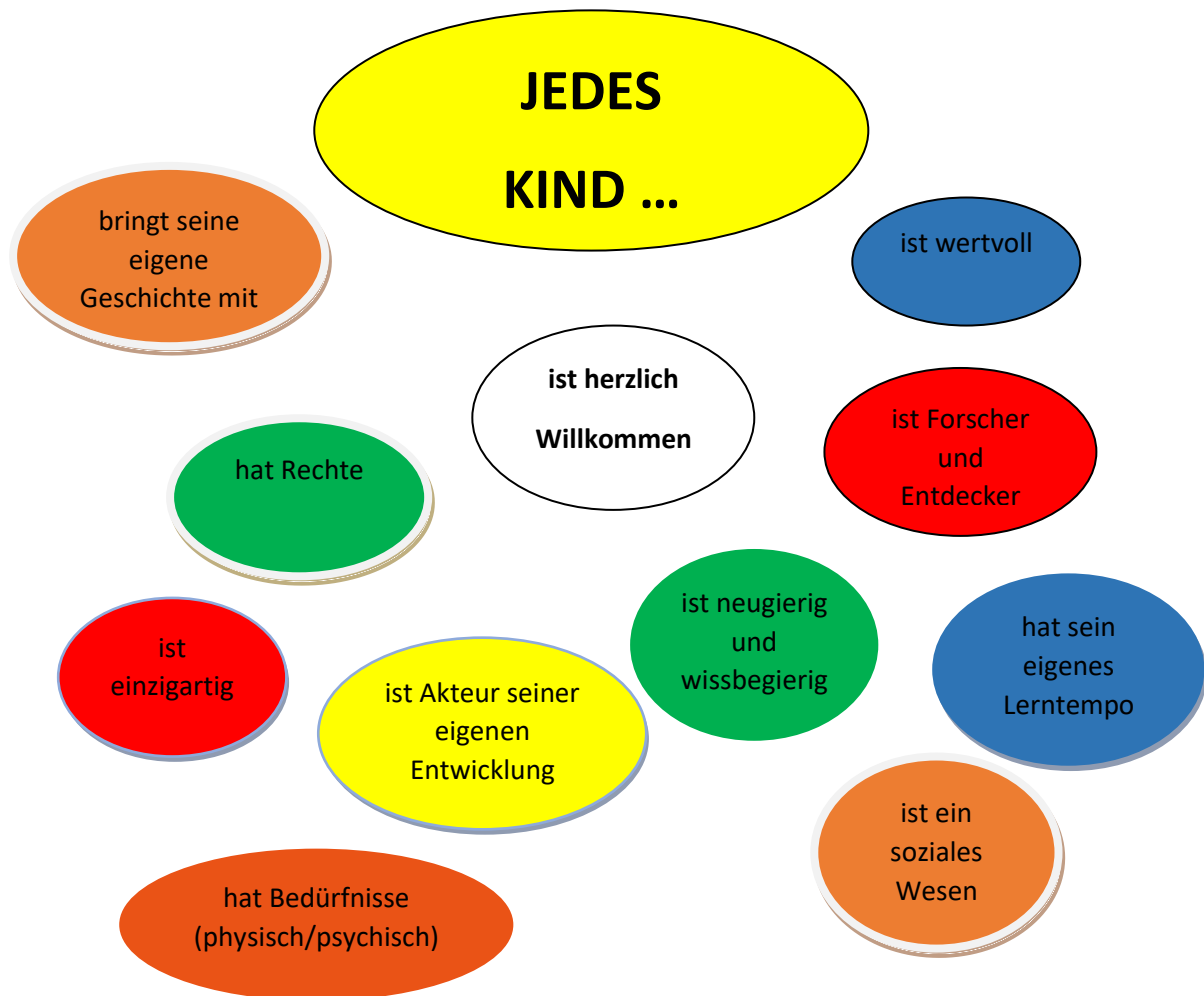 JEDES
KIND ...
bringt seine
eigene
Geschichte mit
ist wertvoll
ist herzlich
Willkommen
ist Forscher
und
Entdecker
hat Rechte
ist neugierig
und
wissbegierig
hat sein
eigenes
Lerntempo
ist
einzigartig
ist Akteur seiner
eigenen
Entwicklung
ist ein
soziales
Wesen
hat Bedürfnisse
(physisch/psychisch)